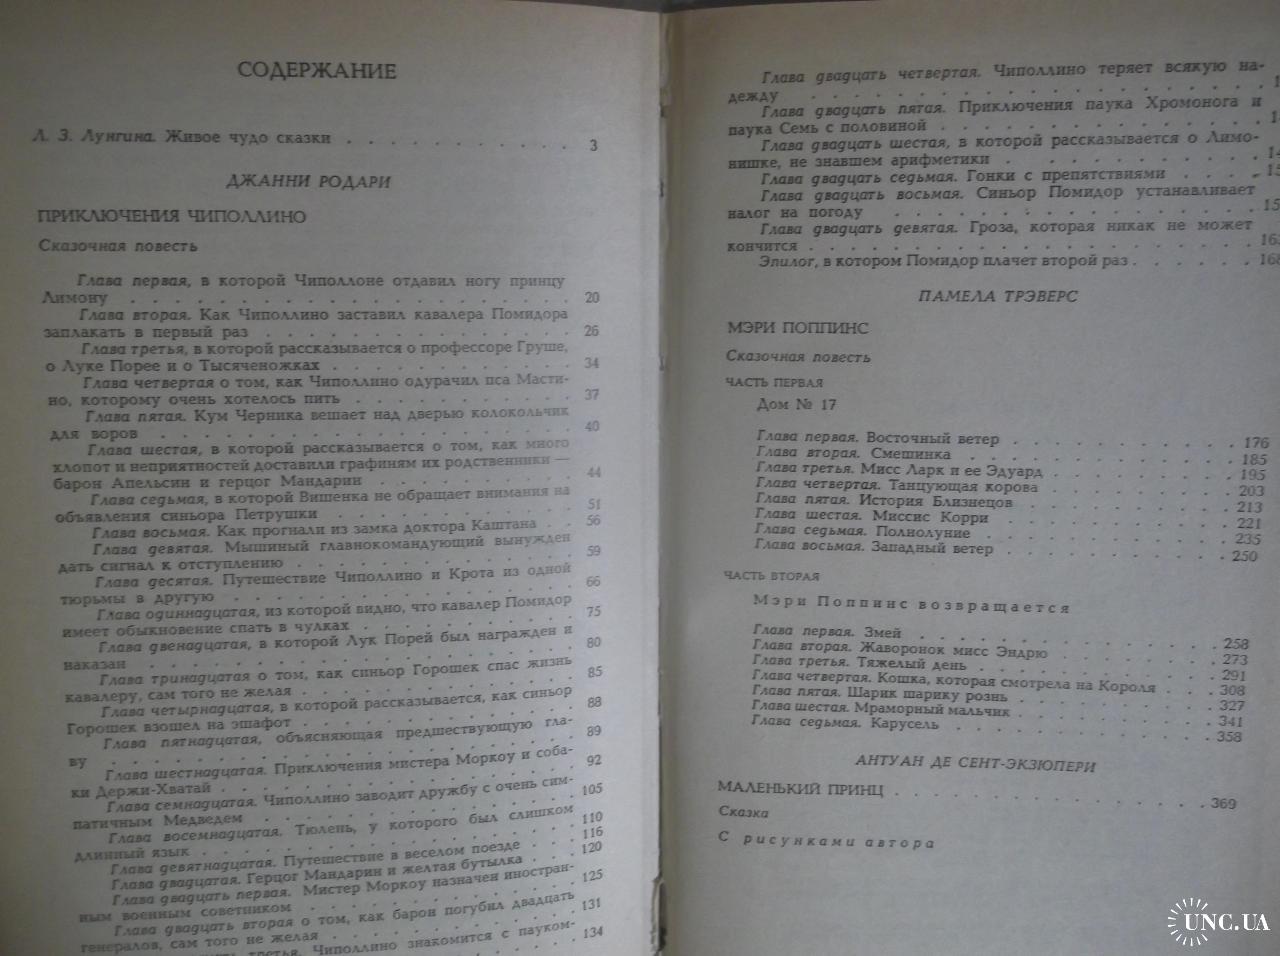 СОДЕРЖАНИЕ
Л. З. Лунгина. Живое чудо сказки . . . . . . . . . . . 3
ДЖАННИ РОДАРИ
ПРИКЛЮЧЕНИЯ ЧИПОЛЛИНО
Сказочная повесть
Глава первая, в которой Чиполлоне отдавил ногу принцу
Лимону . . . . . . . . . . 20
Глава вторая. Как Чиполлино заставил кавалера Помидора
заплакать в первый раз . . . . . . . . . . 26
Глава третья, в которой рассказывается о профессоре Груше,
о Луке Порее и о Тысяченожках . . . . . . . . . . 34
Глава четвертая о том, как Чиполлино одурачил пса Масти-
но, которому очень хотелось пить . . . . . . . . . . 37
Глава пятая. Кум Черника вешает над дверью колокольчик
для воров . . . . . . . . . . 40
Глава шестая, в которой рассказывается о том, как много
хлопот и неприятностей доставили графиням их родственники —
барон Апельсин и герцог Мандарин . . . . . . . . . . 44
Глава седьмая, в которой Вишенка не обращает внимания на
объявления синьора Петрушки . . . . . . . . . . 51
Глава восьмая. Как прогнали из замка доктора Каштана . . 56
Глава девятая. Мышиный главнокомандующий вынужден
дать сигнал к отступлению . . . . . . . . . . 59
Глава десятая. Путешествие Чиполлино и Крота из одной
тюрьмы в другую . . . . . . . . . . 66
Глава одиннадцатая, из которой видно, что кавалер Помидор
имеет обыкновение спать в чулках . . . . . . . . . . 75
Глава двенадцатая, в которой Лук Порей был награжден и
наказан . . . . . . . . . . 80
Глава тринадцатая о том, как синьор Горошек спас жизнь
кавалеру, сам того не желая . . . . . . . . . . 85
Глава четырнадцатая, в которой рассказывается, как синьор
Горошек взошел на эшафот . . . . . . . . . . 88
Глава пятнадцатая, объясняющая предшествующую гла-
ву . . . . . . . . . . 89
Глава шестнадцатая. Приключения мистера Моркоу и соба-
ки Держи-Хватай . . . . . . . . . . 92
Глава семнадцатая. Чиполлино заводит дружбу с очень сим-
патичным Медведем . . . . . . . . . . 105
Глава восемнадцатая. Тюлень, у которого был слишком
длинный язык . . . . . . . . . . 110
Глава девятнадцатая. Путешествие в веселом поезде . . . 116
Глава двадцатая. Герцог Мандарин и желтая бутылка . . . 120
Глава двадцать первая. Мистер Моркоу назначен иностран-
ным военным советником . . . . . . . . . . 125
Глава двадцать вторая о том, как барон погубил двадцать
генералов, сам того не желая . . . . . . . . . . 131
третья. Чиполлино знакомится с пауком- 134
Глава двадцать четвертая. Чиполлино теряет всякую на-
дежду . . . . . . . . . . 1
Глава двадцать пятая. Приключения паука Хромонога и
паука Семь с половиной . . . . . . . . . . 14
Глава двадцать шестая, в которой рассказывается о Лимо-
нишке, не знавшем арифметики . . . . . . . . . . 14
Глава двадцать седьмая. Гонки с препятствиями . . . . 15
Глава двадцать восьмая. Синьор Помидор устанавливает
налог на погоду . . . . . . . . . . 15
Глава двадцать девятая. Гроза, которая никак не может
кончится . . . . . . . . . . 163
Эпилог, в котором Помидор плачет второй раз . . . . . 168
ПАМЕЛА ТРЭВЕРС
МЭРИ ПОППИНС
Сказочная повесть
ЧАСТЬ ПЕРВАЯ
Дом № 17
Глава первая. Восточный ветер . . . . . . . . . . 176
Глава вторая. Смешинка . . . . . . . . . . 185
Глава третья. Мисс Ларк и ее Эдуард . . . . . . . . . . 195
Глава четвертая. Танцующая корова . . . . . . . . . . 203
Глава пятая. История Близнецов . . . . . . . . . . 213
Глава шестая. Миссис Корри . . . . . . . . . . 221
Глава седьмая. Полнолуние . . . . . . . . . . 235
Глава восьмая. Западный ветер . . . . . . . . . . 250
ЧАСТЬ ВТОРАЯ
Мэри Поппинс возвращается
Глава первая. Змей . . . . . . . . . . 258
Глава вторая. Жаворонок мисс Эндрю . . . . . . . . . . 273
Глава третья. Тяжелый день . . . . . . . . . . 291
Глава четвертая. Кошка, которая смотрела на Короля . . . 308
Глава пятая. Шарик шарику рознь . . . . . . . . . . 327
Глава шестая. Мраморный мальчик . . . . . . . . . . 341
Глава седьмая. Карусель . . . . . . . . . . 358
АНТУАН ДЕ СЕНТ-ЭКЗЮПЕРИ
МАЛЕНЬКИЙ ПРИНЦ . . . . . . . . . . 369
Сказка
С рисунками автора
UNC.UA